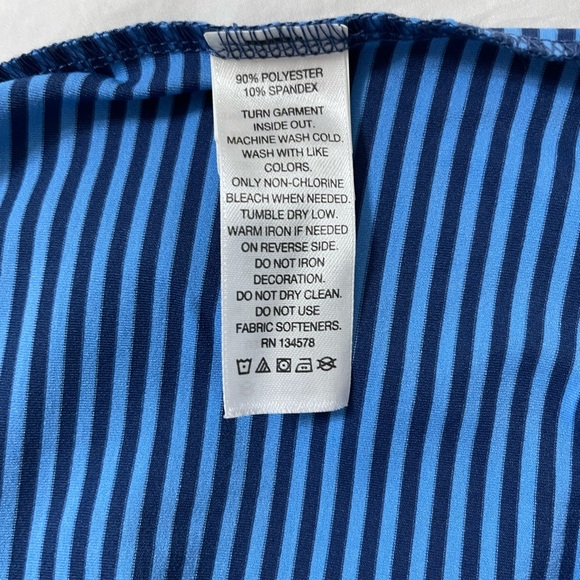 90% POLYESTER
10% SPANDEX
TURN GARMENT
INSIDE OUT.
MACHINE WASH COLD.
WASH WITH LIKE
COLORS.
ONLY NON-CHLORINE
BLEACH WHEN NEEDED.
TUMBLE DRY LOW.
WARM IRON IF NEEDED
ON REVERSE SIDE.
DO NOT IRON
DECORATION.
DO NOT DRY CLEAN.
DO NOT USE
FABRIC SOFTENERS.
RN 134578